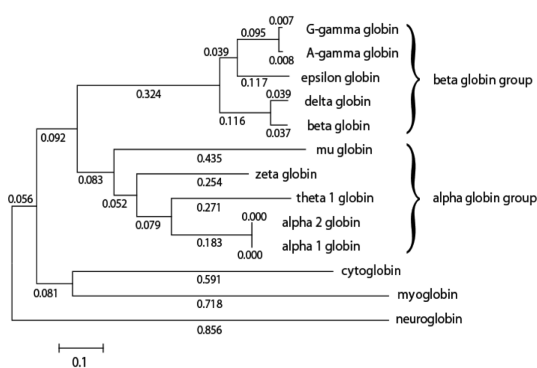 0.007
0.095
G-gamma globin
0.039
A-gamma globin
0.008
epsilon globin
0.117
beta globin group
0.324
0.039
delta globin
0.116
beta globin
0.037
0.092
mu globin
0.435
0.083
zeta globin
0.254
0.052
theta 1 globin
alpha globin group
0.056
0.271
0.079
0.000
alpha 2 globin
0.183
alpha 1 globin
0.000
cytoglobin
0.591
0.081
myoglobin
0.718
neuroglobin
0.856
0.1